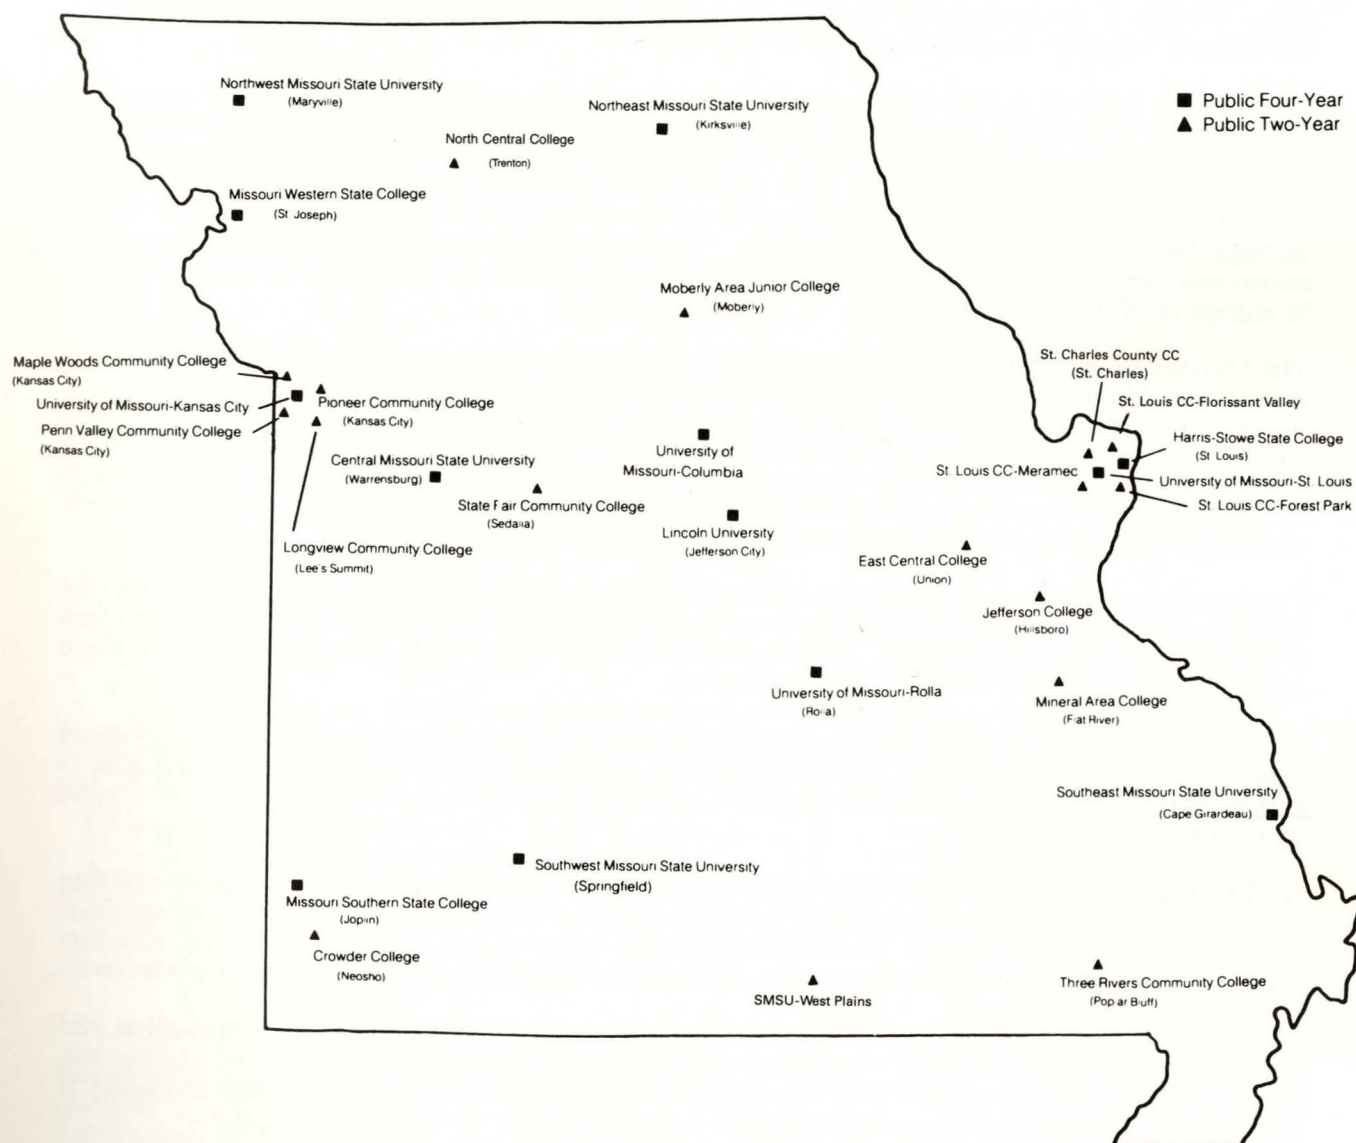 Northwest Missouri State University
(Maryville)
Northeast Missouri State University
(Kirksville)
■ Public Four-Year
▲ Public Two-Year
North Central College
(Trenton)
Missouri Western State College
(St. Joseph)
Moberly Area Junior College
(Moberly)
Maple Woods Community College
(Kansas City)
University of Missouri-Kansas City
Penn Valley Community College
(Kansas City)
Pioneer Community College
(Kansas City)
St. Charles County CC
(St. Charles)
St. Louis CC-Florissant Valley
Harris-Stowe State College
(St. Louis)
St. Louis CC-Meramec
University of Missouri-St. Louis
St. Louis CC-Forest Park
University of
Missouri-Columbia
Central Missouri State University
(Warrensburg)
State Fair Community College
(Sedalia)
Lincoln University
(Jefferson City)
Longview Community College
(Lee's Summit)
East Central College
(Union)
Jefferson College
(Hillsboro)
University of Missouri-Rolla
(Rolla)
Mineral Area College
(Flat River)
Southeast Missouri State University
(Cape Girardeau)
Southwest Missouri State University
(Springfield)
Missouri Southern State College
(Joplin)
Crowder College
(Neosho)
SMSU-West Plains
Three Rivers Community College
(Poplar Bluff)